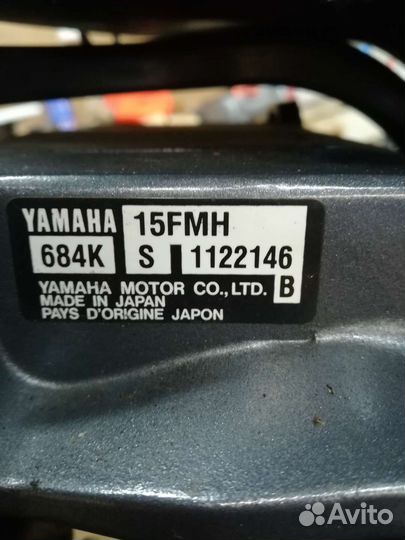 YAMAHA 15FMH
684K S 1122146
YAMAHA MOTOR CO., LTD. B
MADE IN JAPAN
PAYS D'ORIGINE JAPON
Avito